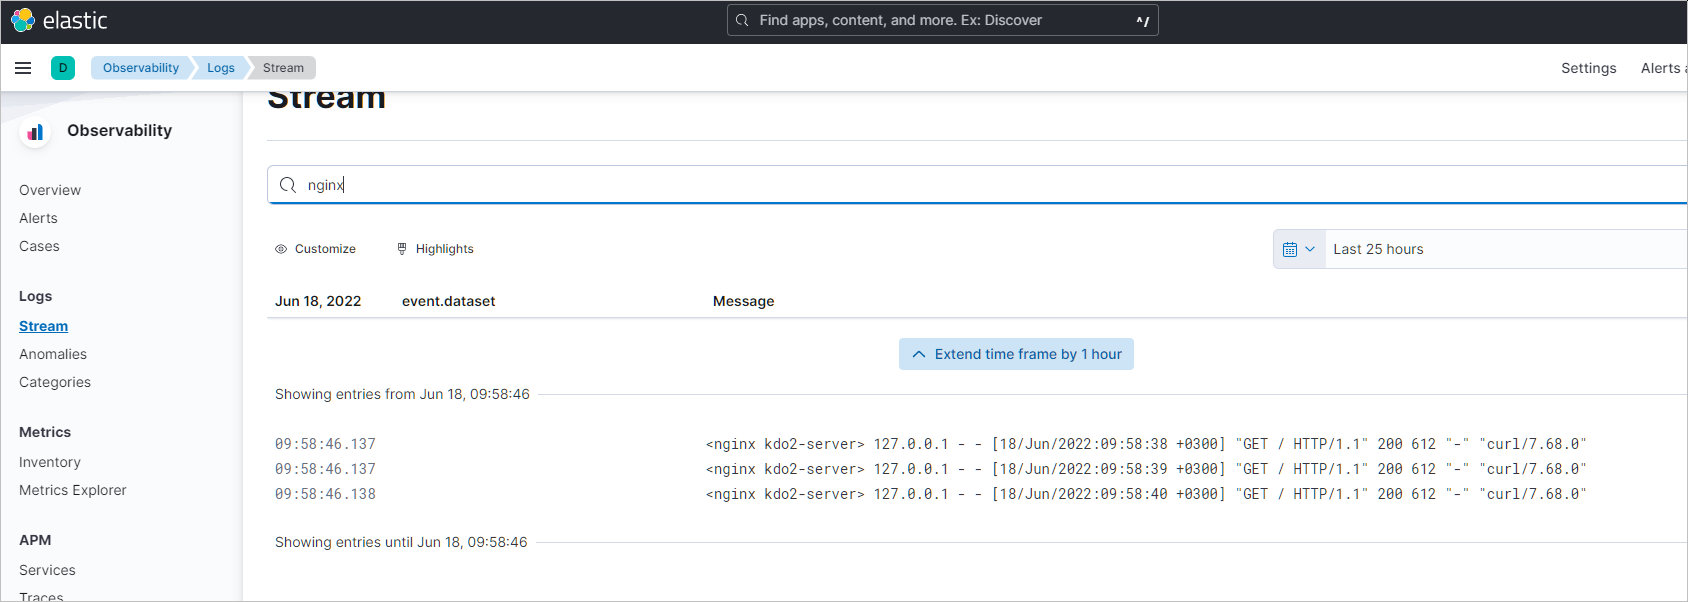 elastic
Find apps, content, and more. Ex: Discover ^/
D Observability Logs Stream Settings Alerts
Stream
Observability
nginx
Overview
Alerts
Cases
Customize Highlights Last 25 hours
Logs
Jun 18, 2022 event.dataset Message
Stream
Anomalies
Extend time frame by 1 hour
Categories
Showing entries from Jun 18, 09:58:46
Metrics
09:58:46.137 <nginx kdo2-server> 127.0.0.1 - - [18/Jun/2022:09:58:38 +0300] "GET / HTTP/1.1" 200 612 "-" "curl/7.68.0"
Inventory
09:58:46.137 <nginx kdo2-server> 127.0.0.1 - - [18/Jun/2022:09:58:39 +0300] "GET / HTTP/1.1" 200 612 "-" "curl/7.68.0"
Metrics Explorer
09:58:46.138 <nginx kdo2-server> 127.0.0.1 - - [18/Jun/2022:09:58:40 +0300] "GET / HTTP/1.1" 200 612 "-" "curl/7.68.0"
APM
Showing entries until Jun 18, 09:58:46
Services
Traces